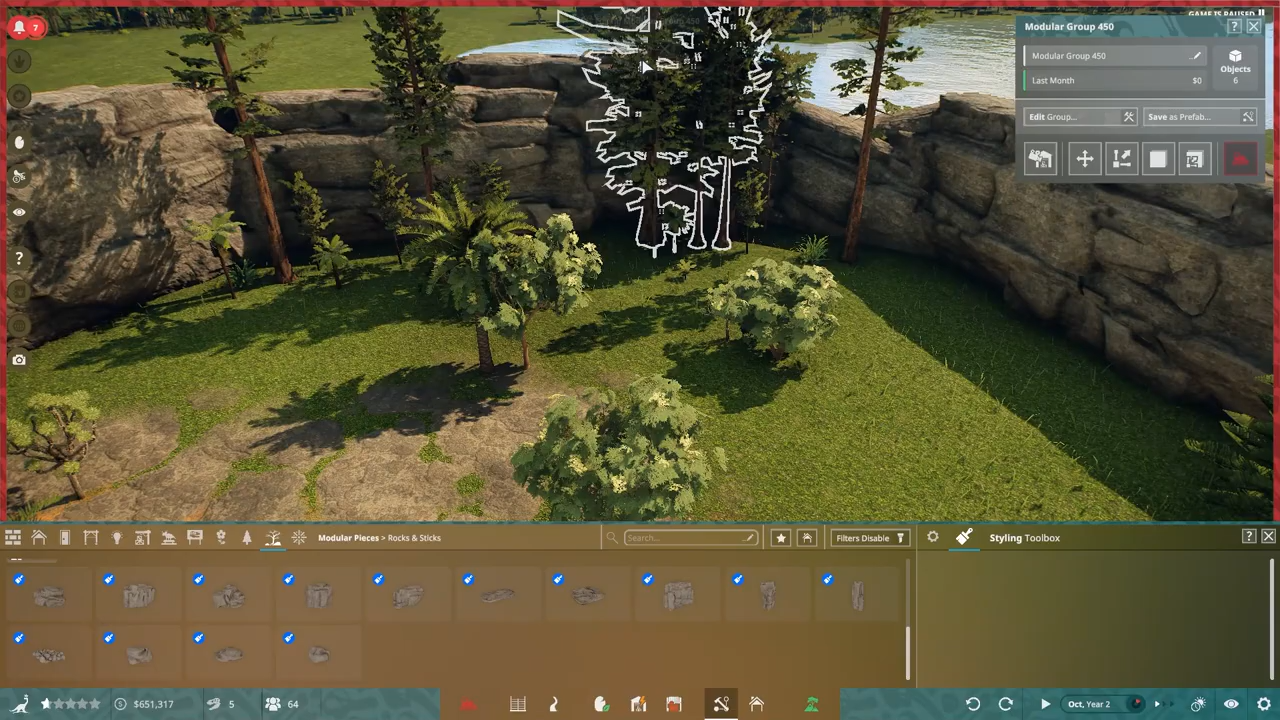 7
GAME IS PAUSED
Modular Group 450
?
Modular Group 450
Last Month $0
Objects
6
Edit Group...
Save as Prefab...
?
Modular Pieces > Rocks & Sticks
Search...
Filters Disable
Styling Toolbox
?
$651,317
5
64
Oct, Year 2